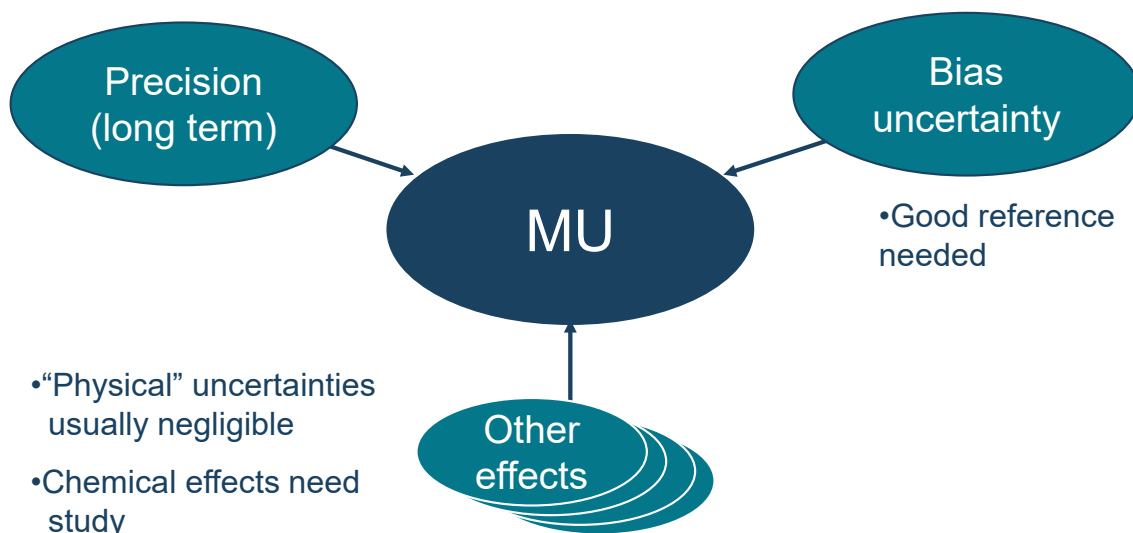 Precision
(long term)
Bias
uncertainty
MU
•Good reference
needed
•“Physical” uncertainties
usually negligible
•Chemical effects need
study
Other
effects